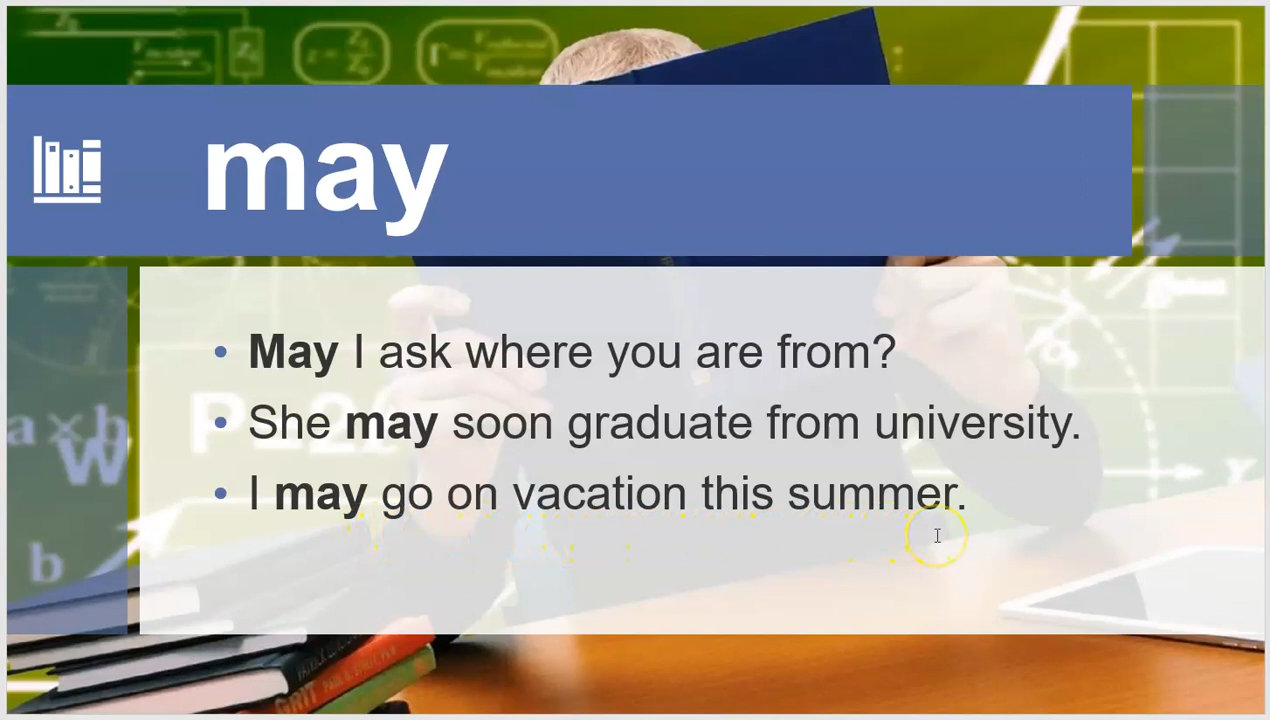 may
May I ask where you are from?
She may soon graduate from university.
I may go on vacation this summer.
a×b
W
b
Y
GRIT